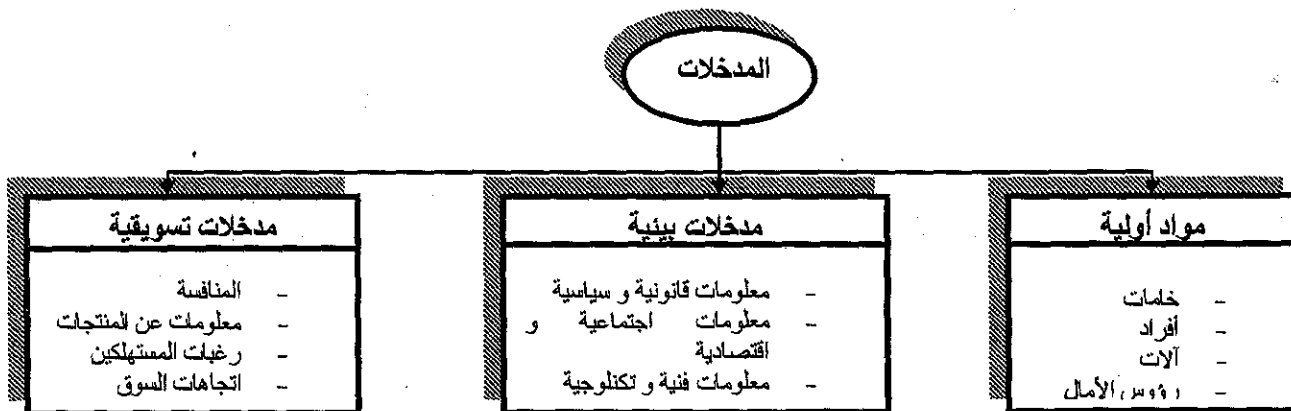 المدخلات
مواد أولية
- خامات
- أفراد
- آلات
- رؤوس الأمال
مدخلات بيئية
- معلومات قانونية و سياسية
- معلومات اجتماعية و
اقتصادية
- معلومات فنية و تكنلوجية
مدخلات تسويقية
- المنافسة
- معلومات عن المنتجات
- رغبات المستهلكين
- اتجاهات السوق